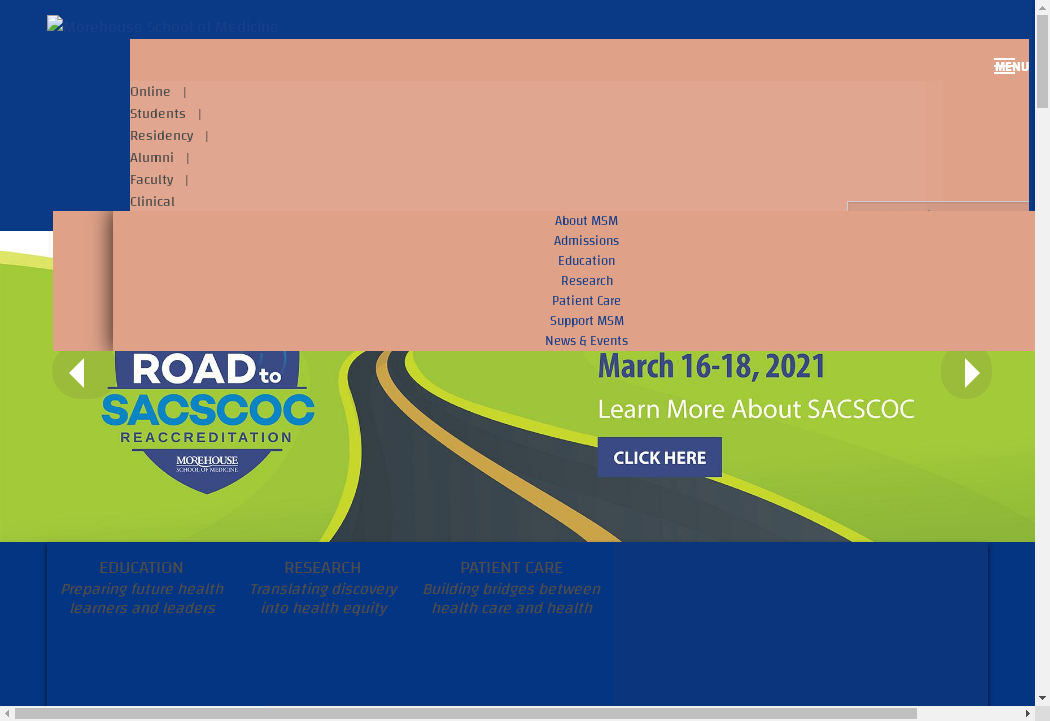 Morehouse School of Medicine
MENU
Online |
Students |
Residency |
Alumni |
Faculty |
Clinical
About MSM
Admissions
Education
Research
Patient Care
Support MSM
News & Events
ROAD to
SACSCOC
REACCREDITATION
MOREHOUSE
SCHOOL OF MEDICINE
March 16-18, 2021
Learn More About SACSCOC
CLICK HERE
EDUCATION
Preparing future health
learners and leaders
RESEARCH
Translating discovery
into health equity
PATIENT CARE
Building bridges between
health care and health